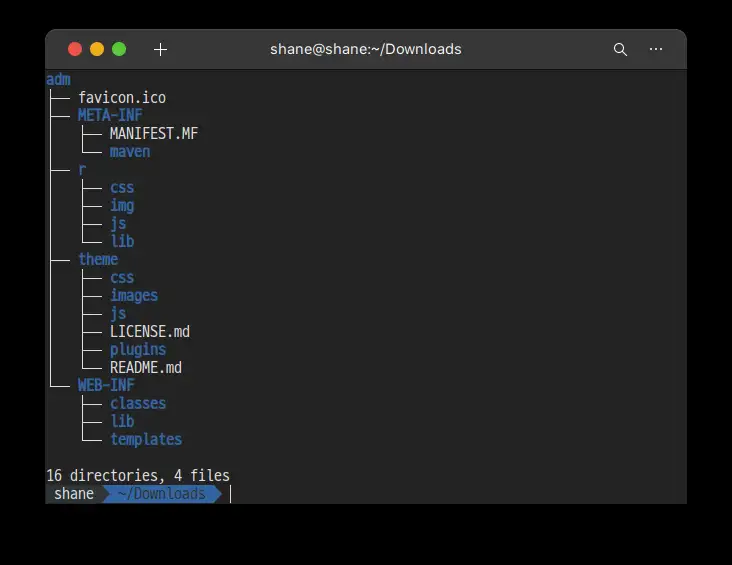 shane@shane:~/Downloads
adm
├── favicon.ico
├── META-INF
│   ├── MANIFEST.MF
│   └── maven
├── r
│   ├── css
│   ├── img
│   ├── js
│   └── lib
├── theme
│   ├── css
│   ├── images
│   ├── js
│   ├── LICENSE.md
│   ├── plugins
│   └── README.md
└── WEB-INF
    ├── classes
    ├── lib
    └── templates
16 directories, 4 files
shane ~/Downloads